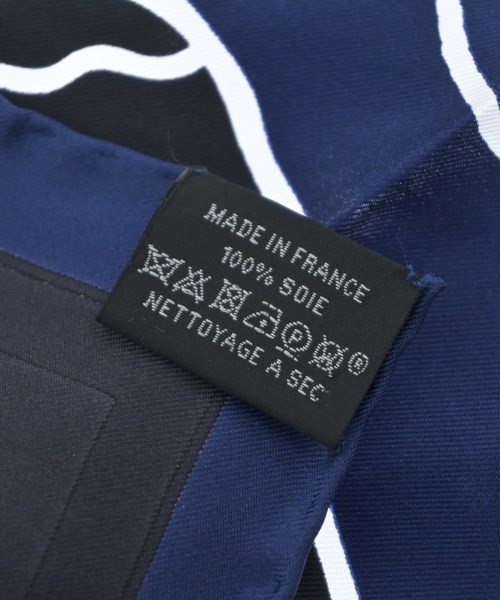 MADE IN FRANCE
100% SOIE
P W ®
NETTOYAGE A SEC